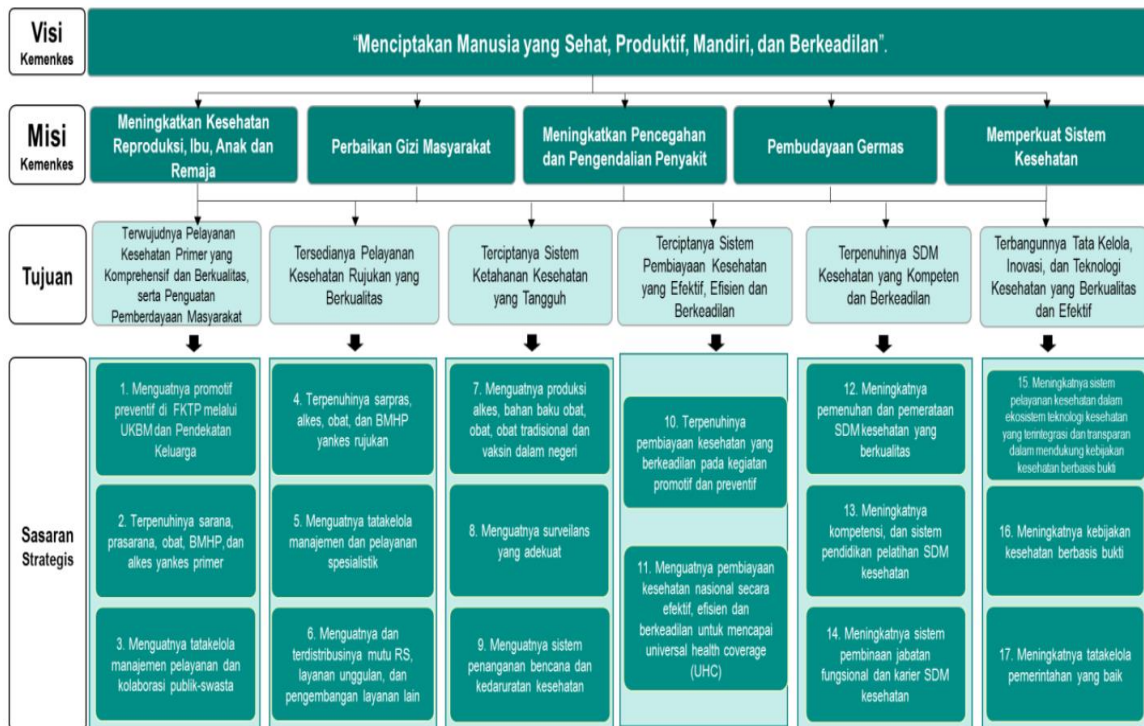 Visi
Kemenkes
“Menciptakan Manusia yang Sehat, Produktif, Mandiri, dan Berkeadilan”.
Misi
Kemenkes
Meningkatkan Kesehatan
Reproduksi, Ibu, Anak dan
Remaja
Perbaikan Gizi Masyarakat
Meningkatkan Pencegahan
dan Pengendalian Penyakit
Pembudayaan Germas
Memperkuat Sistem
Kesehatan
Tujuan
Terwujudnya Pelayanan
Kesehatan Primer yang
Komprehensif dan Berkualitas,
serta Penguatan
Pemberdayaan Masyarakat
Tersedianya Pelayanan
Kesehatan Rujukan yang
Berkualitas
Terciptanya Sistem
Ketahanan Kesehatan
yang Tangguh
Terciptanya Sistem
Pembiayaan Kesehatan
yang Efektif, Efisien dan
Berkeadilan
Terpenuhinya SDM
Kesehatan yang Kompeten
dan Berkeadilan
Terbangunnya Tata Kelola,
Inovasi, dan Teknologi
Kesehatan yang Berkualitas
dan Efektif
Sasaran
Strategis
1. Menguatnya promotif
preventif di FKTP melalui
UKBM dan Pendekatan
Keluarga
2. Terpenuhinya sarana,
prasarana, obat, BMHP, dan
alkes yankes primer
3. Menguatnya tatakelola
manajemen pelayanan dan
kolaborasi publik-swasta
4. Terpenuhinya sarpras,
alkes, obat, dan BMHP
yankes rujukan
5. Menguatnya tatakelola
manajemen dan pelayanan
spesialistik
6. Menguatnya dan
terdistribusinya mutu RS,
layanan unggulan, dan
pengembangan layanan lain
7. Menguatnya produksi
alkes, bahan baku obat,
obat, obat tradisional dan
vaksin dalam negeri
8. Menguatnya surveilans
yang adekuat
9. Menguatnya sistem
penanganan bencana dan
kedaruratan kesehatan
10. Terpenuhinya
pembiayaan kesehatan yang
berkeadilan pada kegiatan
promotif dan preventif
11. Menguatnya pembiayaan
kesehatan nasional secara
efektif, efisien dan
berkeadilan untuk mencapai
universal health coverage
(UHC)
12. Meningkatnya
pemenuhan dan pemerataan
SDM kesehatan yang
berkualitas
13. Meningkatnya
kompetensi, dan sistem
pendidikan pelatihan SDM
kesehatan
14. Meningkatnya sistem
pembinaan jabatan
fungsional dan karier SDM
kesehatan
15. Meningkatnya sistem
pelayanan kesehatan dalam
ekosistem teknologi kesehatan
yang terintegrasi dan transparan
dalam mendukung kebijakan
kesehatan berbasis bukti
16. Meningkatnya kebijakan
kesehatan berbasis bukti
17. Meningkatnya tatakelola
pemerintahan yang baik